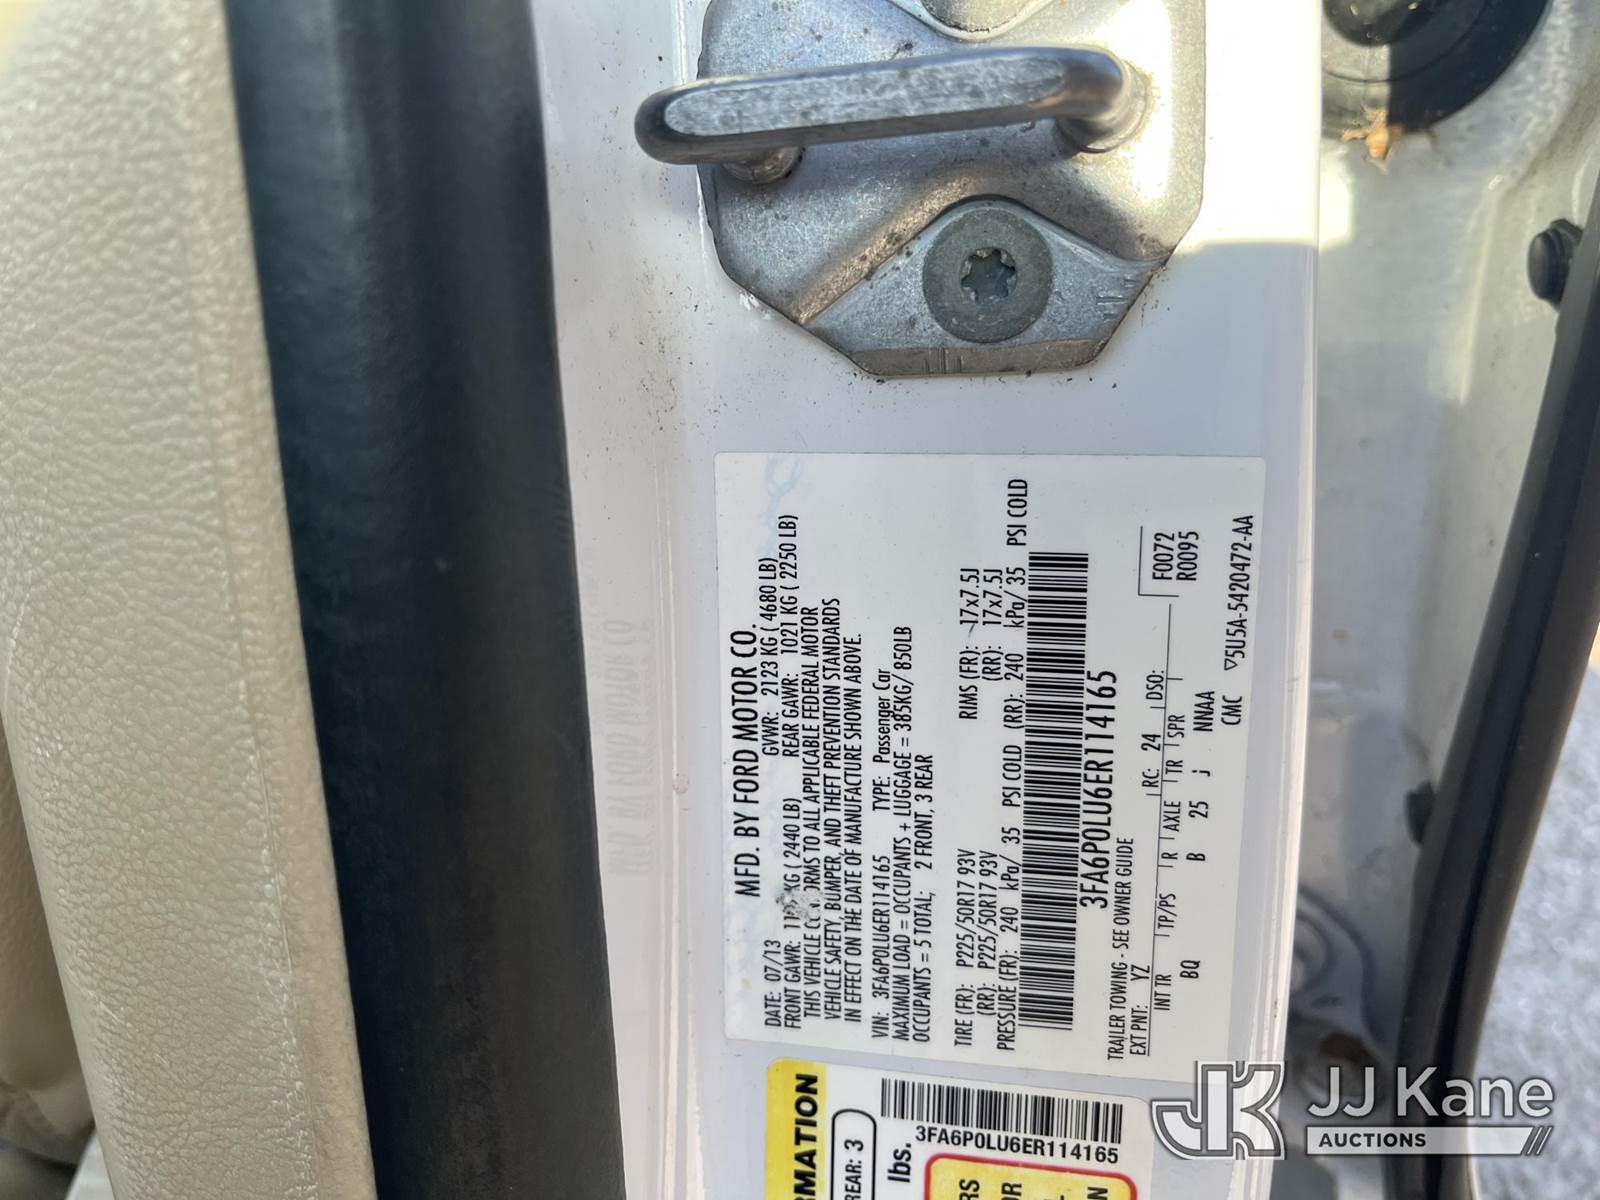 MFD. BY FORD MOTOR CO.
DATE: 07/13 GVWR: 2123 KG ( 4680 LB)
FRONT GAWR: KG ( 2440 LB) REAR GAWR: 1021 KG ( 2250 LB)
THIS VEHICLE TO ALL APPLICABLE FEDERAL MOTOR
VEHICLE SAFETY, BUMPER, AND THEFT PREVENTION STANDARDS
IN EFFECT ON THE DATE OF MANUFACTURE SHOWN ABOVE.
VIN: 3FA6P0LU6ER114165 TYPE: Passenger Car
MAXIMUM LOAD = OCCUPANTS + LUGGAGE = 385KG/ 850LB
OCCUPANTS = 5 TOTAL; 2 FRONT, 3 REAR
TIRE (FR): P225/50R17 93V RIMS (FR): 17x7.5J
(RR): P225/50R17 93V (RR): 17x7.5J
PRESSURE (FR): 240 kPa/ 35 PSI COLD (RR): 240 kPa/ 35 PSI COLD
3FA6P0LU6ER114165
TRAILER TOWING - SEE OWNER GUIDE
EXT PNT: YZ RC: 24 DSO: F0072
R0095
INT TR TP/PS R AXLE TR SPR
BQ B 25 J NNAA
CMC ▽5U5A-5420472-AA
REAR: 3
lbs.
3FA6P0LU6ER114165
JK JJ Kane
AUCTIONS